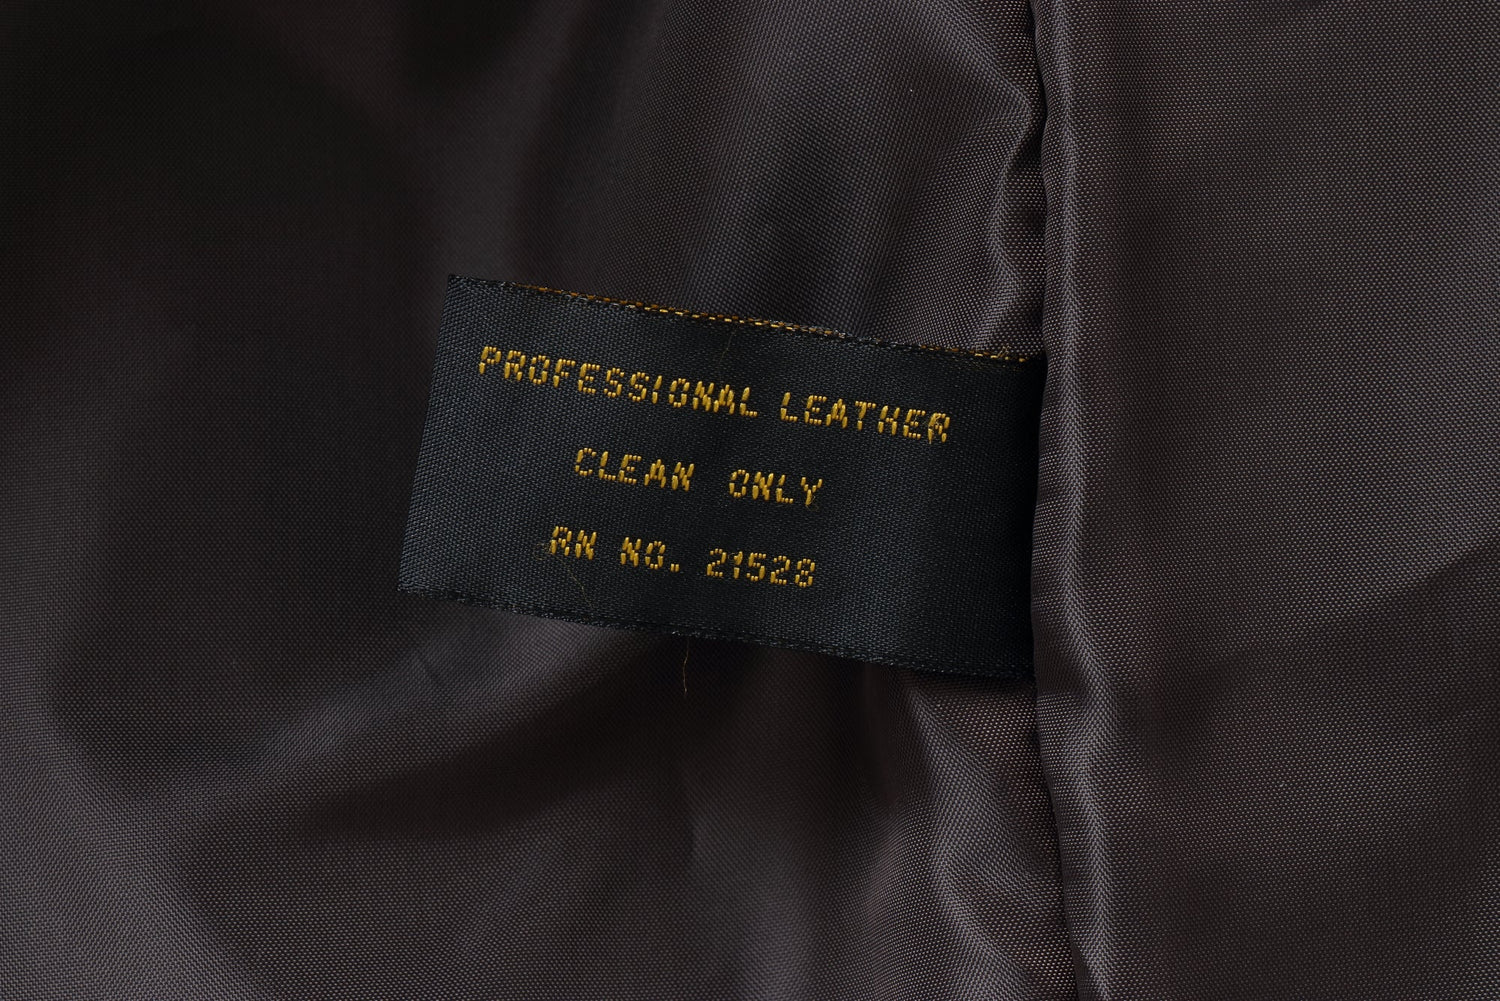 PROFESSIONAL LEATHER
CLEAN ONLY
RN NO. 21528